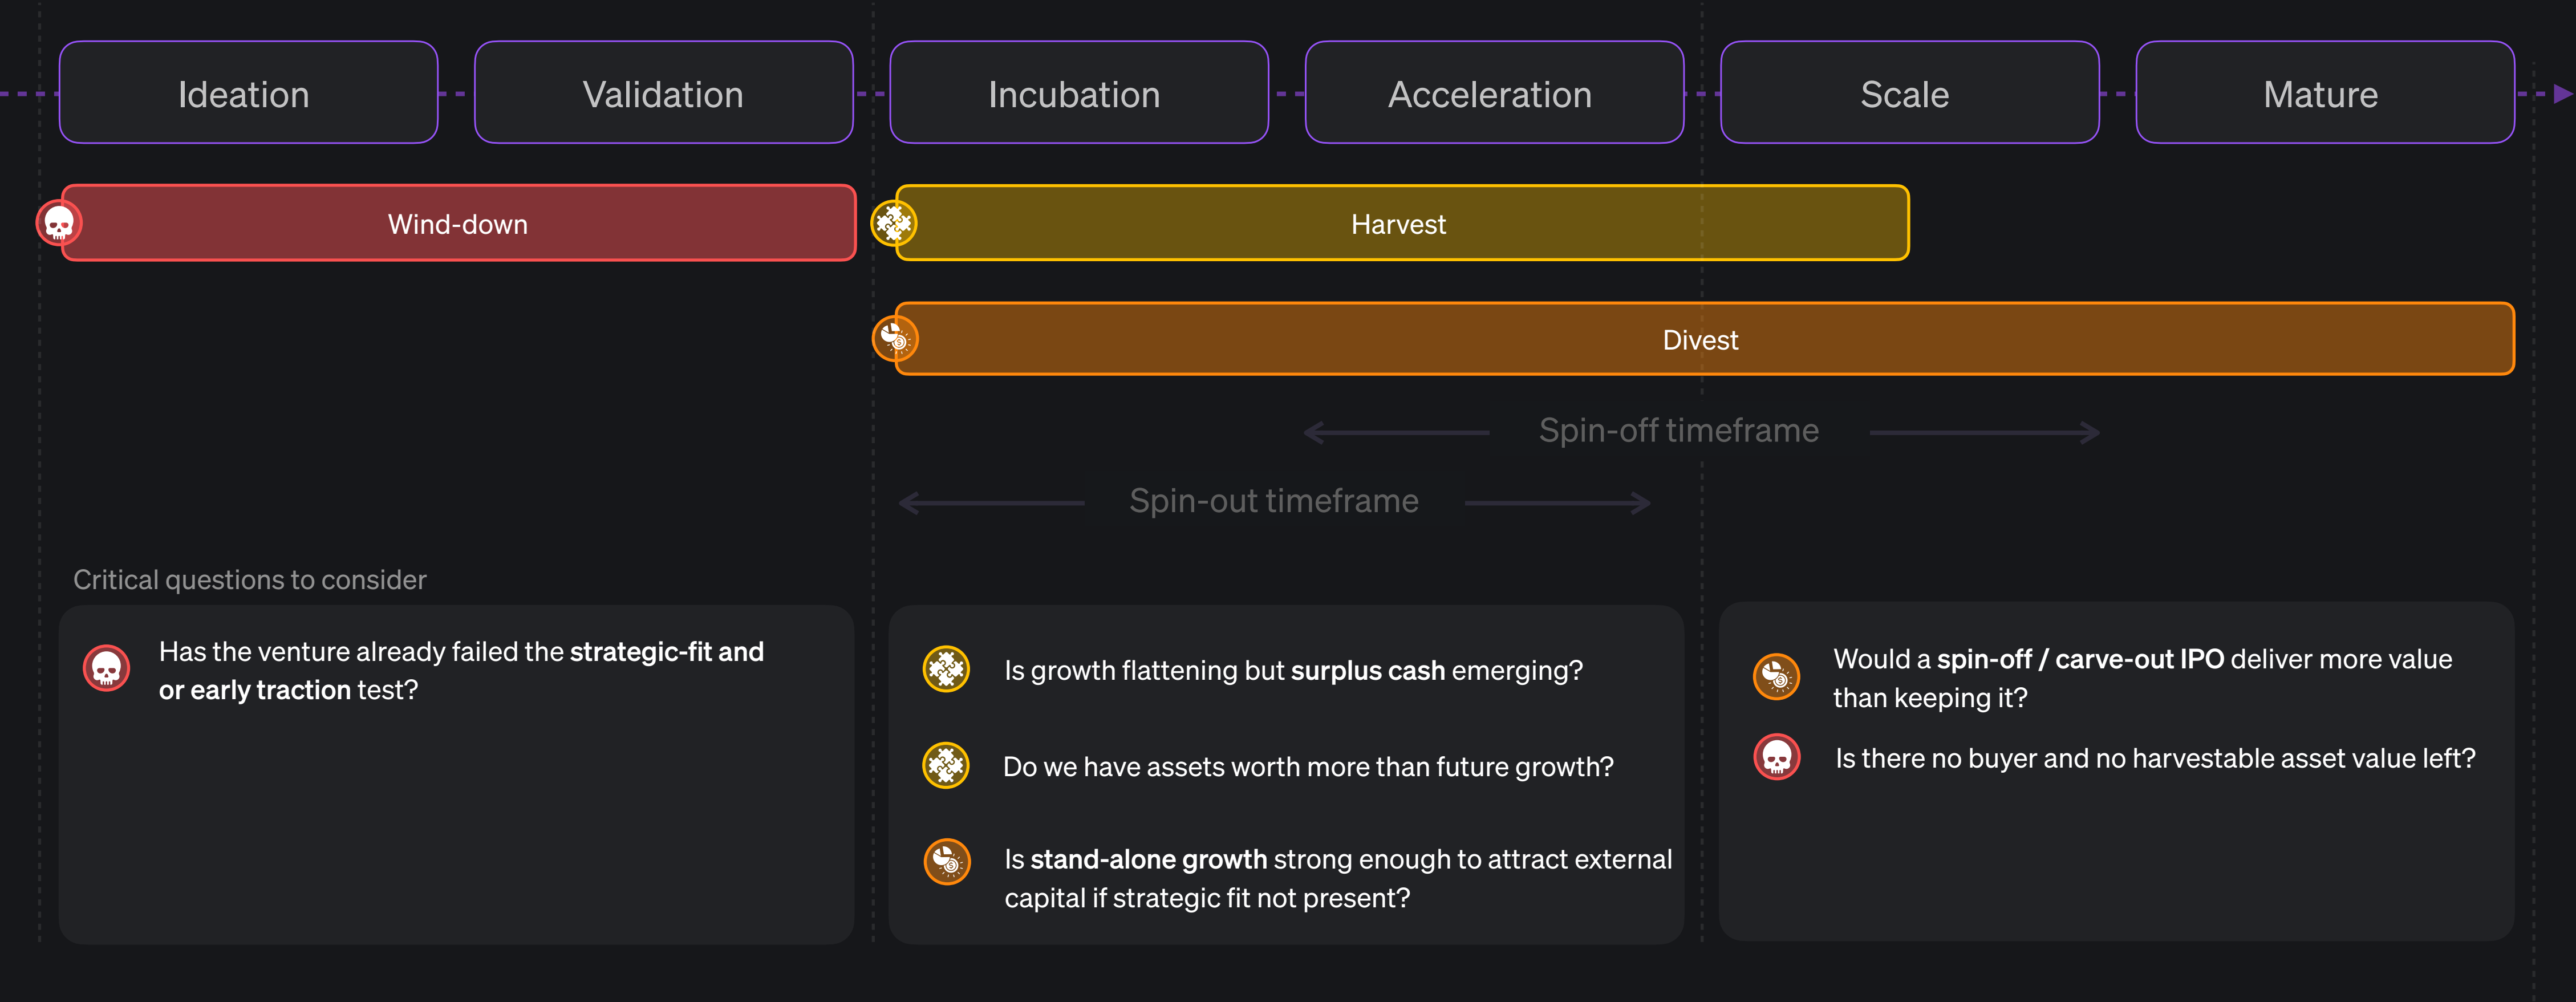 Ideation
Validation
Incubation
Acceleration
Scale
Mature
Wind-down
Harvest
Divest
Spin-off timeframe
Spin-out timeframe
Critical questions to consider
Has the venture already failed the strategic-fit and
or early traction test?
Is growth flattening but surplus cash emerging?
Do we have assets worth more than future growth?
Is stand-alone growth strong enough to attract external
capital if strategic fit not present?
Would a spin-off / carve-out IPO deliver more value
than keeping it?
Is there no buyer and no harvestable asset value left?